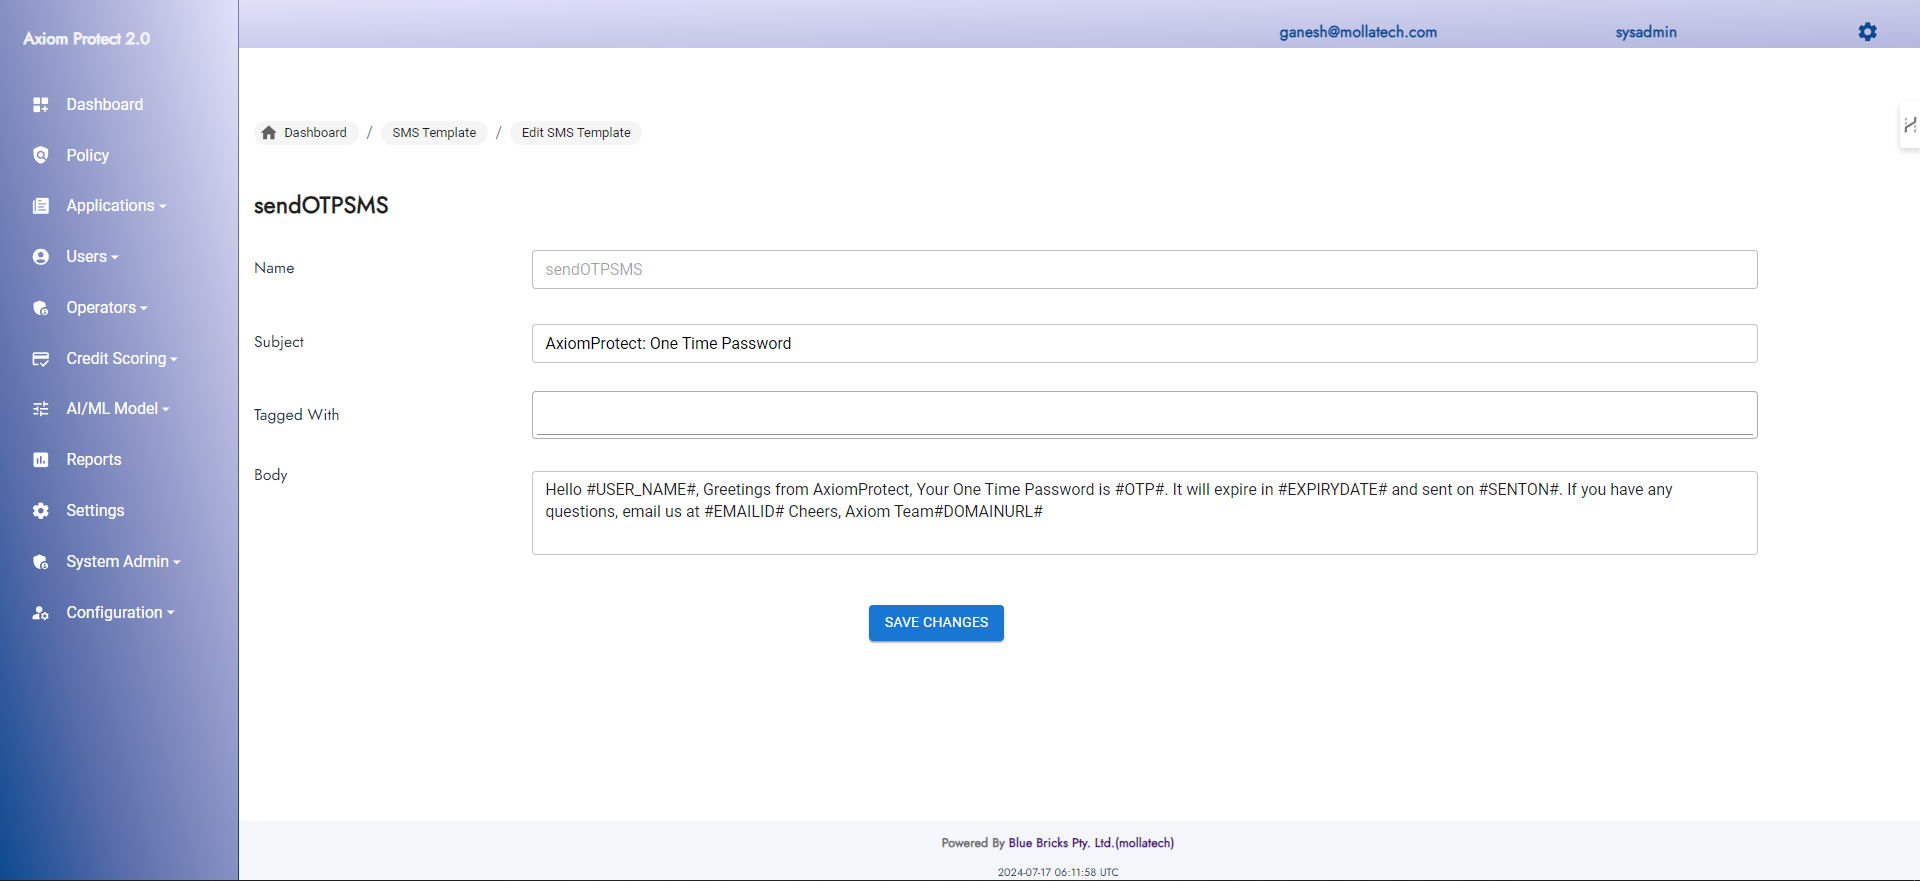 Axiom Protect 2.0
ganesh@mollatech.com
sysadmin
Dashboard
Policy
Applications
Users
Operators
Credit Scoring
AI/ML Model
Reports
Settings
System Admin
Configuration
Dashboard / SMS Template / Edit SMS Template
sendOTPSMS
Name
sendOTPSMS
Subject
AxiomProtect: One Time Password
Tagged With
Body
Hello #USER_NAME#, Greetings from AxiomProtect, Your One Time Password is #OTP#. It will expire in #EXPIRYDATE# and sent on #SENTON#. If you have any
questions, email us at #EMAILID# Cheers, Axiom Team#DOMAINURL#
SAVE CHANGES
Powered By Blue Bricks Pty. Ltd.(mollatech)
2024-07-17 06:11:58 UTC